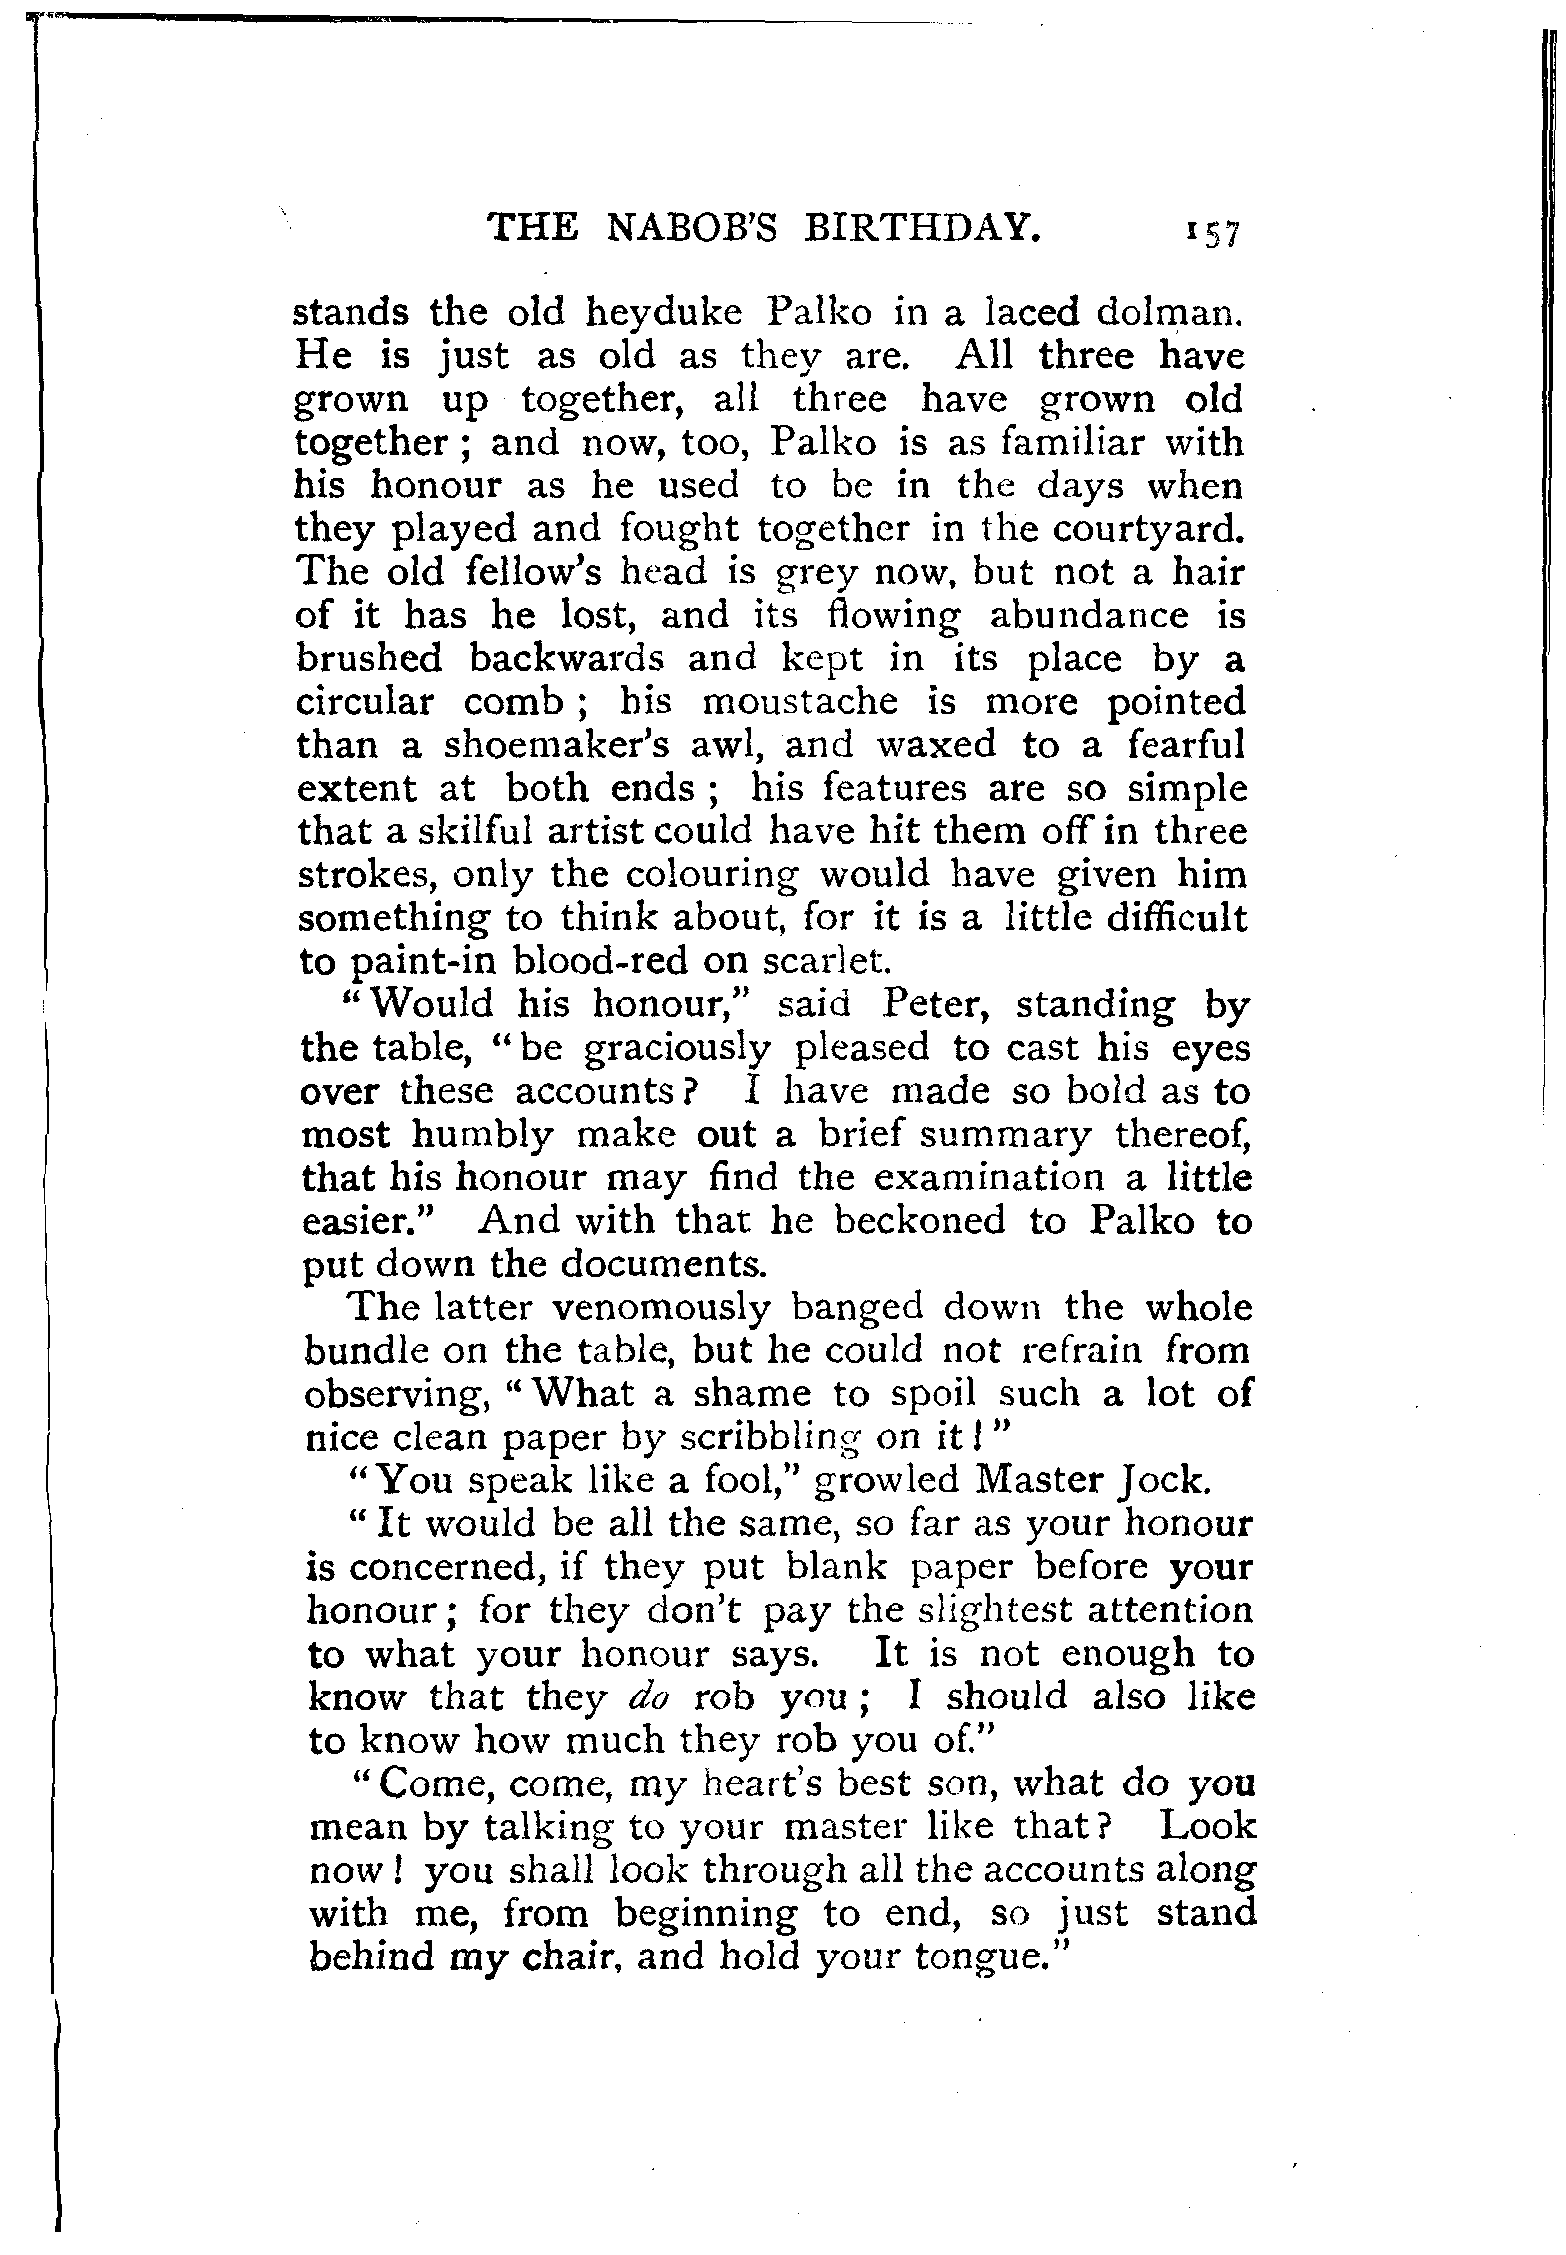 THE NABOB'S BIRTHDAY. 157
stands the old heyduke Palko in a laced dolman.
He is just as old as they are. All three have
grown up together, all three have grown old
together ; and now, too, Palko is as familiar with
his honour as he used to be in the days when
they played and fought together in the courtyard.
The old fellow's head is grey now, but not a hair
of it has he lost, and its flowing abundance is
brushed backwards and kept in its place by a
circular comb ; his moustache is more pointed
than a shoemaker's awl, and waxed to a fearful
extent at both ends ; his features are so simple
that a skilful artist could have hit them off in three
strokes, only the colouring would have given him
something to think about, for it is a little difficult
to paint-in blood-red on scarlet.
"Would his honour," said Peter, standing by
the table, "be graciously pleased to cast his eyes
over these accounts? I have made so bold as to
most humbly make out a brief summary thereof,
that his honour may find the examination a little
easier." And with that he beckoned to Palko to
put down the documents.
The latter venomously banged down the whole
bundle on the table, but he could not refrain from
observing, "What a shame to spoil such a lot of
nice clean paper by scribbling on it!"
"You speak like a fool," growled Master Jock.
"It would be all the same, so far as your honour
is concerned, if they put blank paper before your
honour; for they don't pay the slightest attention
to what your honour says. It is not enough to
know that they do rob you ; I should also like
to know how much they rob you of."
"Come, come, my heart's best son, what do you
mean by talking to your master like that? Look
now! you shall look through all the accounts along
with me, from beginning to end, so just stand
behind my chair, and hold your tongue."